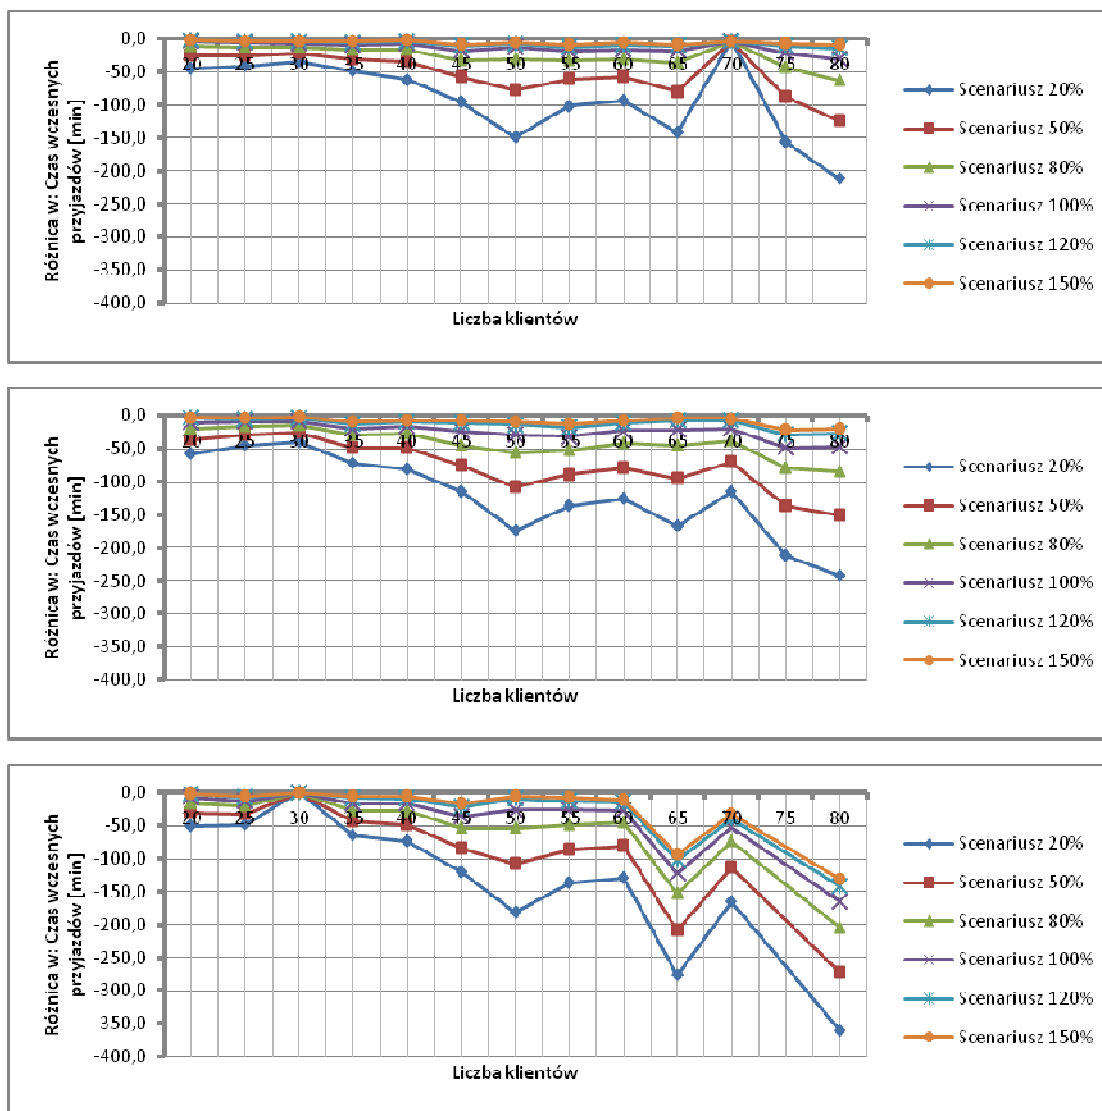 Różnica w: Czas wczesnych
przyjazdów [min]
0,0
-50,0
-100,0
-150,0
-200,0
-250,0
-300,0
-350,0
-400,0
20 25 30 35 40 45 50 55 60 65 70 75 80
Liczba klientów
Scenariusz 20%
Scenariusz 50%
Scenariusz 80%
Scenariusz 100%
Scenariusz 120%
Scenariusz 150%
Różnica w: Czas wczesnych
przyjazdów [min]
0,0
-50,0
-100,0
-150,0
-200,0
-250,0
-300,0
-350,0
-400,0
20 25 30 35 40 45 50 55 60 65 70 75 80
Liczba klientów
Scenariusz 20%
Scenariusz 50%
Scenariusz 80%
Scenariusz 100%
Scenariusz 120%
Scenariusz 150%
Różnica w: Czas wczesnych
przyjazdów [min]
0,0
-50,0
-100,0
-150,0
-200,0
-250,0
-300,0
-350,0
-400,0
20 25 30 35 40 45 50 55 60 65 70 75 80
Liczba klientów
Scenariusz 20%
Scenariusz 50%
Scenariusz 80%
Scenariusz 100%
Scenariusz 120%
Scenariusz 150%